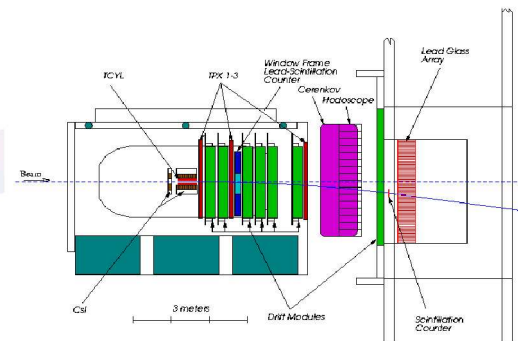 Window Frame
Lead-Scintillation
Counter
Lead Glass
Array
Cerenkov
Hodoscope
TCYL
TPX 1-3
Beam
CsI
3 meters
Drift Modules
Scintillation
Counter